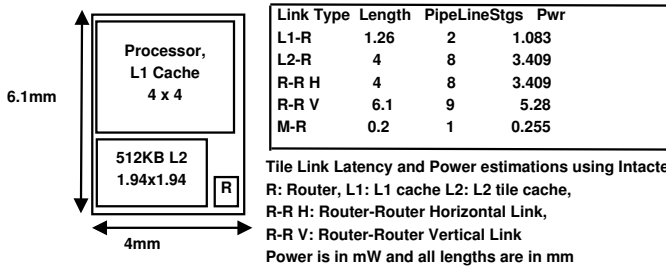 6.1mm
Processor,
L1 Cache
4 x 4
512KB L2
1.94x1.94
R
4mm
Link Type Length PipeLineStgs Pwr
L1-R 1.26 2 1.083
L2-R 4 8 3.409
R-R H 4 8 3.409
R-R V 6.1 9 5.28
M-R 0.2 1 0.255
Tile Link Latency and Power estimations using Intacte
R: Router, L1: L1 cache L2: L2 tile cache,
R-R H: Router-Router Horizontal Link,
R-R V: Router-Router Vertical Link
Power is in mW and all lengths are in mm